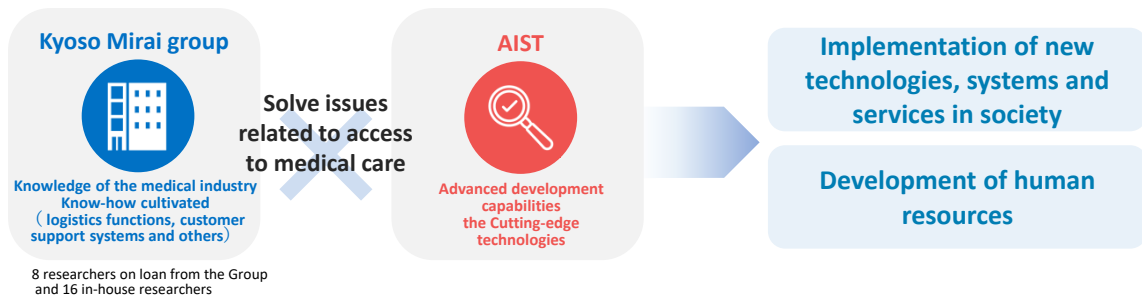 Kyoso Mirai group
Knowledge of the medical industry
Know-how cultivated
（logistics functions, customer
support systems and others）
8 researchers on loan from the Group
and 16 in-house researchers
Solve issues
related to access
to medical care
AIST
Advanced development
capabilities
the Cutting-edge
technologies
Implementation of new
technologies, systems and
services in society
Development of human
resources